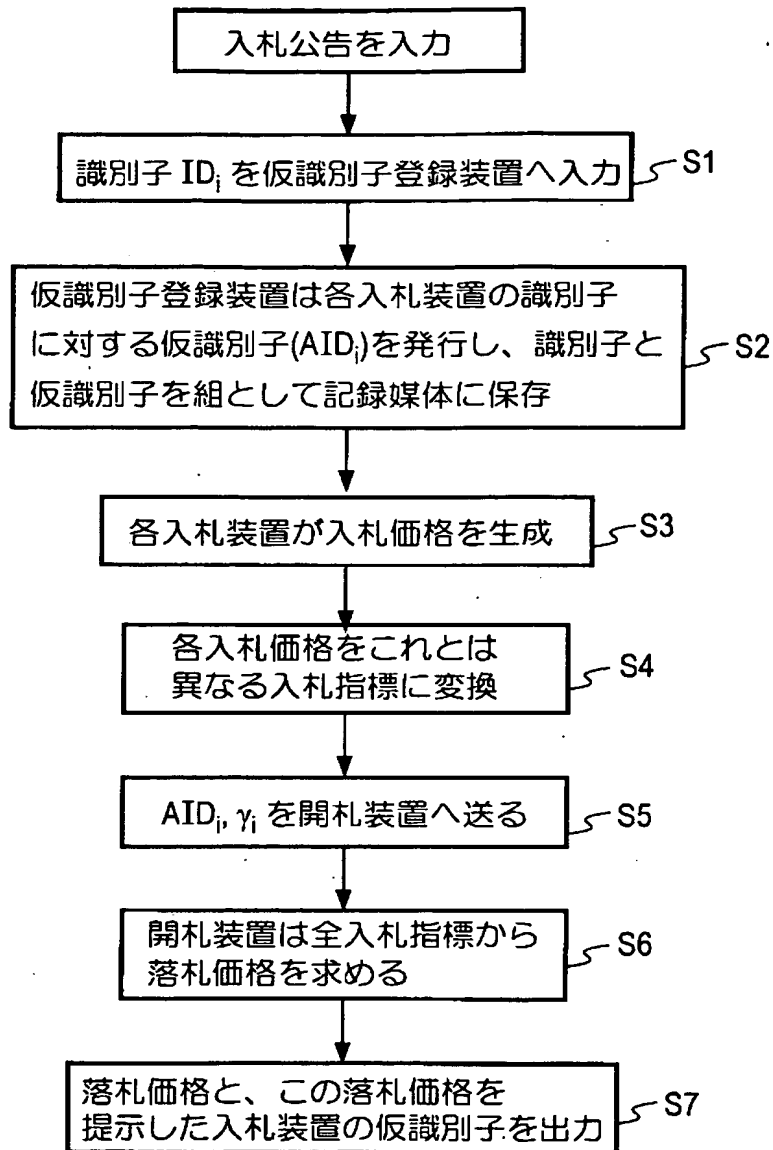 入札公告を入力
識別子 IDi を仮識別子登録装置へ入力
S1
仮識別子登録装置は各入札装置の識別子
に対する仮識別子(AIDi)を発行し、識別子と
仮識別子を組として記録媒体に保存
S2
各入札装置が入札価格を生成
S3
各入札価格をこれとは
異なる入札指標に変換
S4
AIDi, γi を開札装置へ送る
S5
開札装置は全入札指標から
落札価格を求める
S6
落札価格と、この落札価格を
提示した入札装置の仮識別子を出力
S7